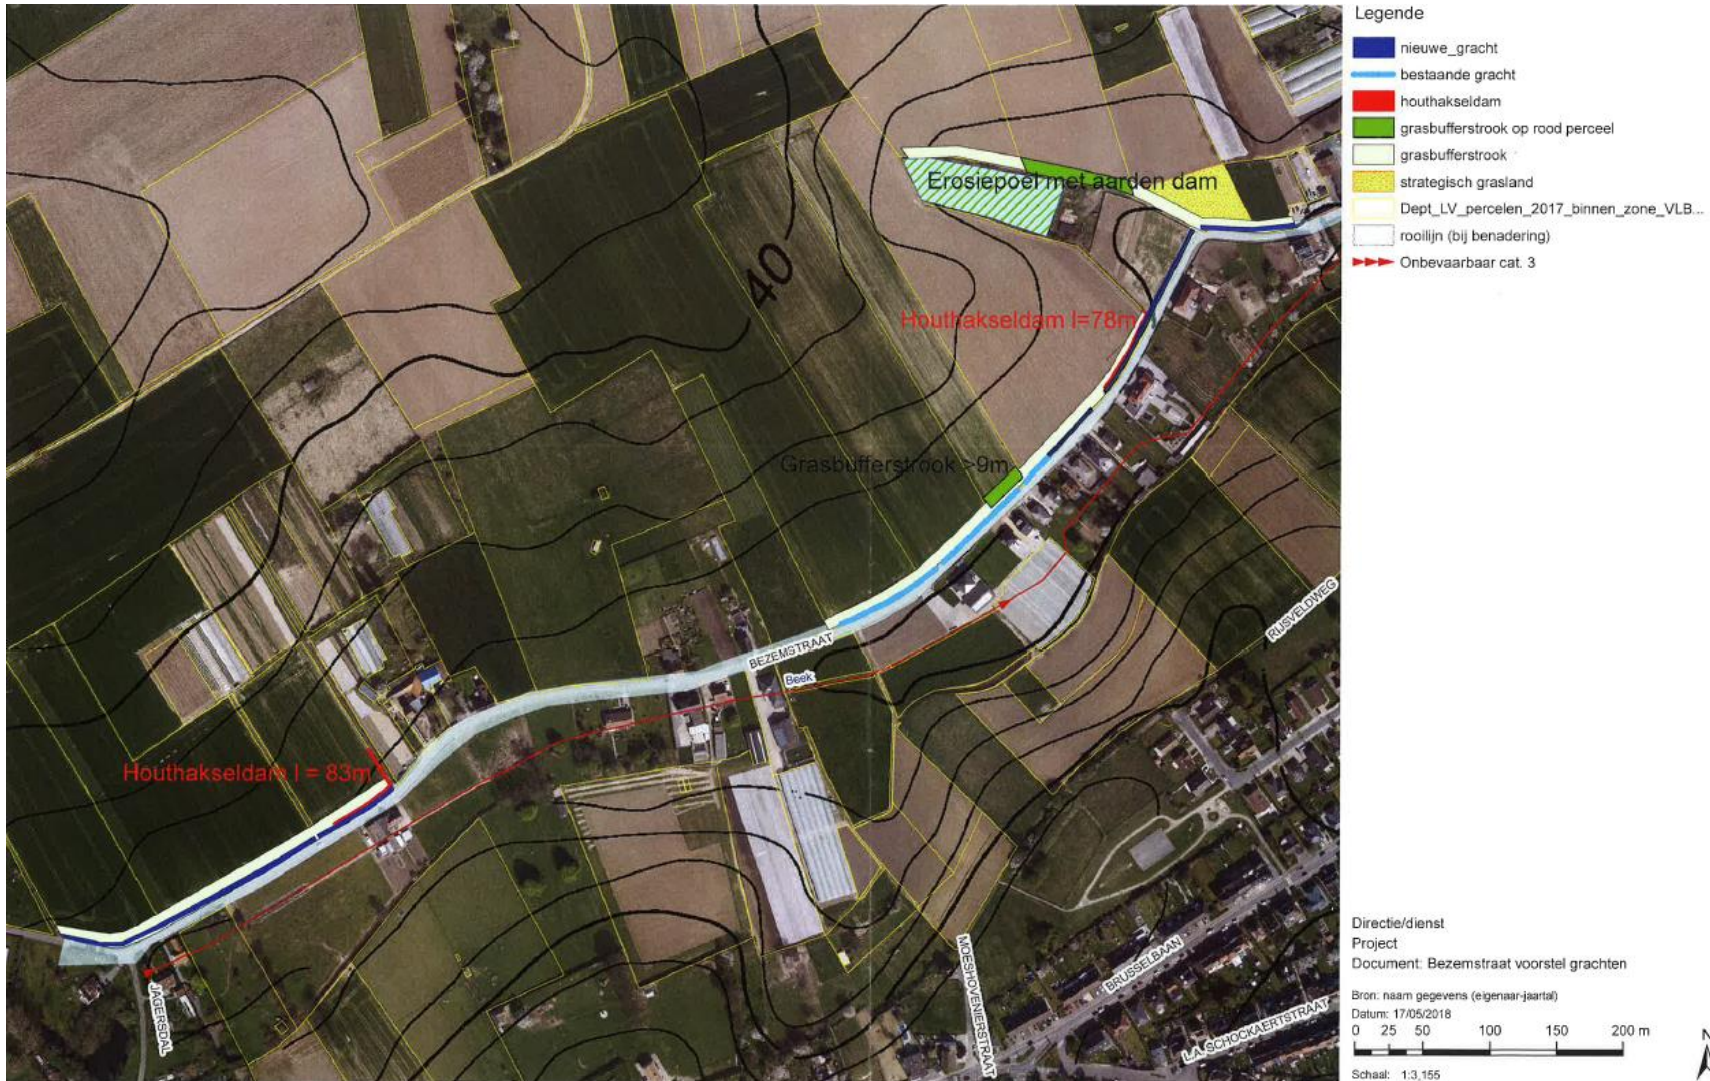 Legende
nieuwe_gracht
bestaande gracht
houthakseldam
grasbufferstrook op rood perceel
grasbufferstrook
strategisch grasland
Dept_LV_percelen_2017_binnen_zone_VLB...
rooilijn (bij benadering)
Onbevaarbaar cat. 3
Erosiepoel met aarden dam
40
Houthakseldam l=78m
Grasbufferstrook >9m
RIJSVELDWEG
BEZEMSTRAAT
Beek
Houthakseldam l = 83m
JAGERSDAL
MOESHOVENIERSTRAAT
BRUSSELBAAN
L.A. SCHOCKAERTSTRAAT
Directie/dienst
Project
Document: Bezemstraat voorstel grachten
Bron: naam gegevens (eigenaar-jaartal)
Datum: 17/05/2018
0 25 50 100 150 200 m
Schaal: 1:3,155
N